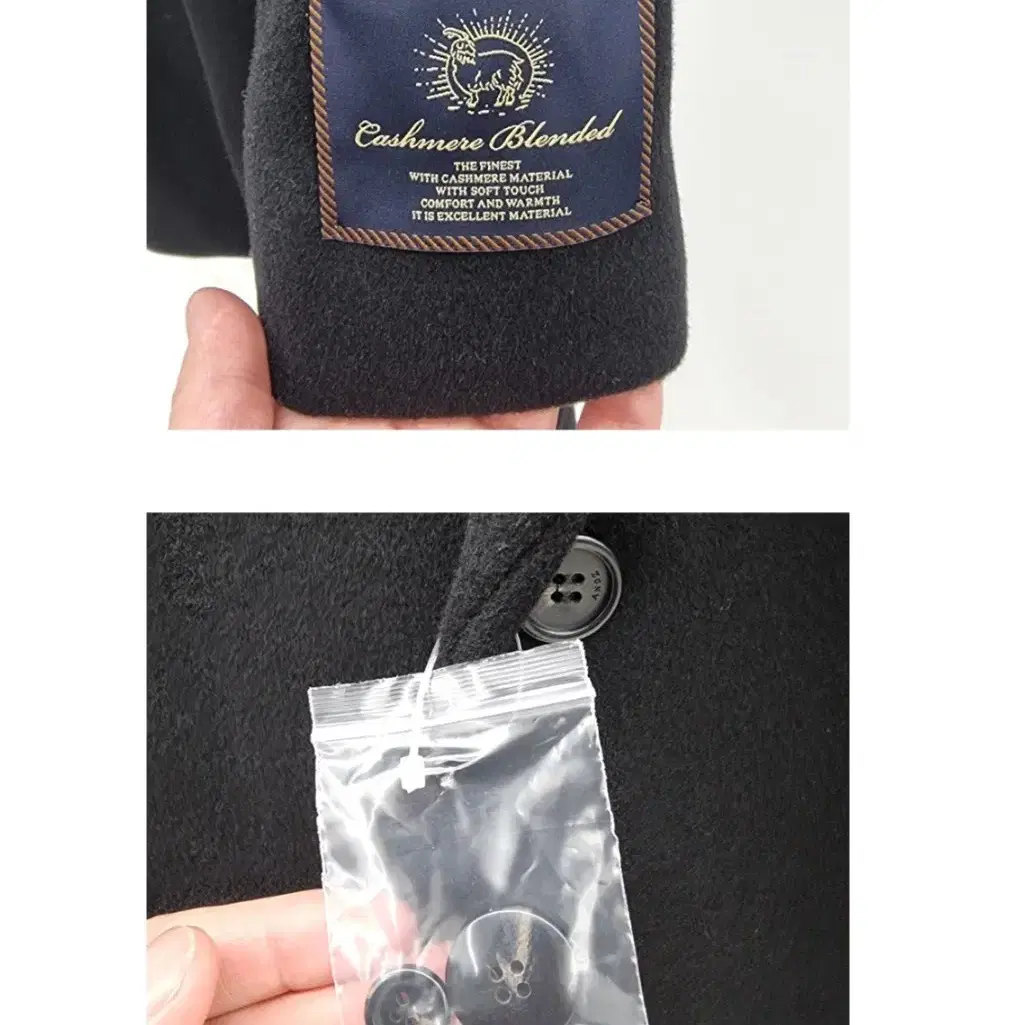 Cashmere Blended
THE FINEST
WITH CASHMERE MATERIAL
WITH SOFT TOUCH
COMFORT AND WARMTH
IT IS EXCELLENT MATERIAL